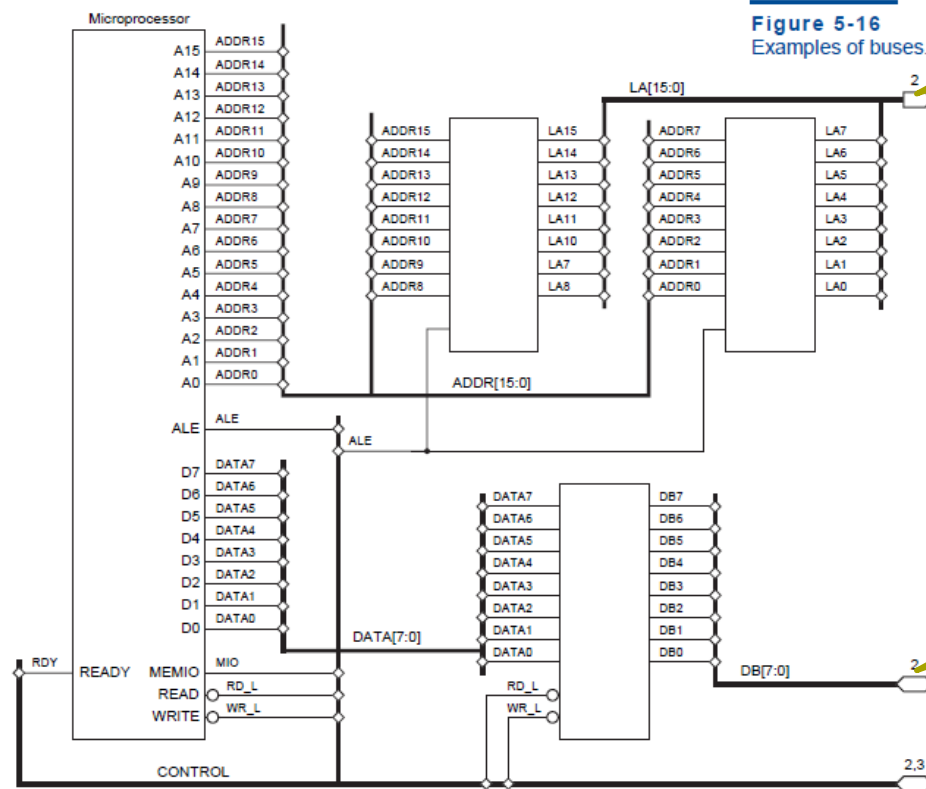 Figure 5-16
Examples of buses.
Microprocessor
A15 ADDR15
A14 ADDR14
A13 ADDR13
A12 ADDR12
A11 ADDR11
A10 ADDR10
A9 ADDR9
A8 ADDR8
A7 ADDR7
A6 ADDR6
A5 ADDR5
A4 ADDR4
A3 ADDR3
A2 ADDR2
A1 ADDR1
A0 ADDR0
ALE ALE
D7 DATA7
D6 DATA6
D5 DATA5
D4 DATA4
D3 DATA3
D2 DATA2
D1 DATA1
D0 DATA0
RDY READY MEMIO MIO
READ RD_L
WRITE WR_L
CONTROL
LA[15:0]
2
ADDR15 LA15
ADDR14 LA14
ADDR13 LA13
ADDR12 LA12
ADDR11 LA11
ADDR10 LA10
ADDR9 LA7
ADDR8 LA8
ADDR7 LA7
ADDR6 LA6
ADDR5 LA5
ADDR4 LA4
ADDR3 LA3
ADDR2 LA2
ADDR1 LA1
ADDR0 LA0
ADDR[15:0]
ALE
DATA7 DB7
DATA6 DB6
DATA5 DB5
DATA4 DB4
DATA3 DB3
DATA2 DB2
DATA1 DB1
DATA0 DB0
DATA[7:0]
RD_L
WR_L
DB[7:0]
2
2,3